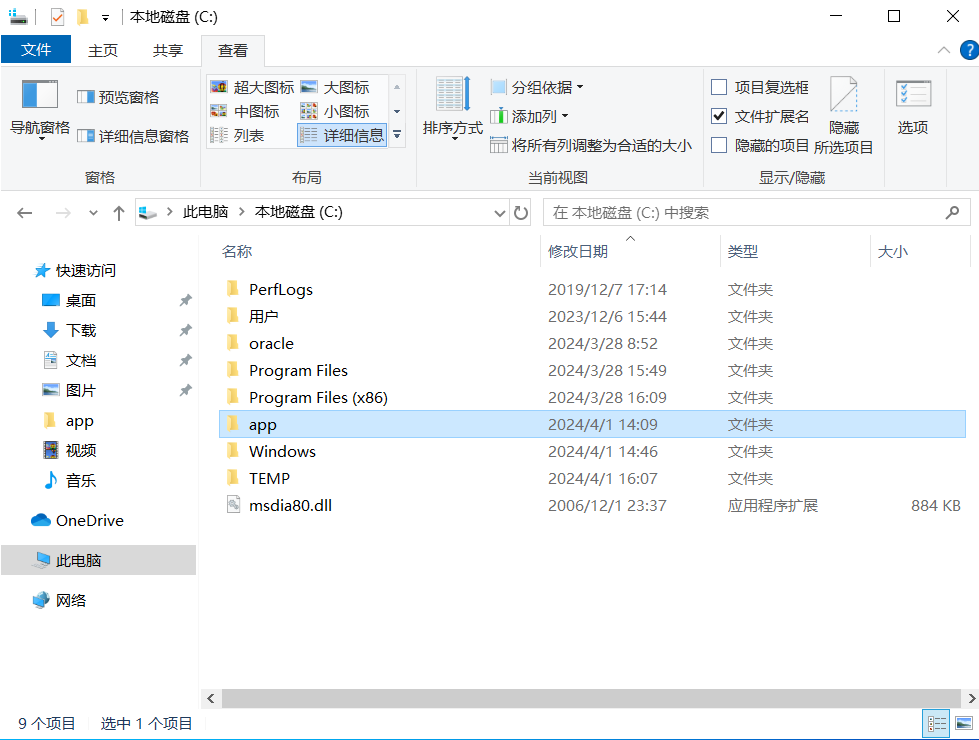 本地磁盘 (C:)
文件 主页 共享 查看
导航窗格
预览窗格
详细信息窗格
窗格
超大图标 大图标
中图标 小图标
列表 详细信息
布局
排序方式
分组依据
添加列
将所有列调整为合适的大小
当前视图
项目复选框
文件扩展名
隐藏的项目
隐藏
所选项目
显示/隐藏
选项
此电脑 本地磁盘 (C:)
在 本地磁盘 (C:) 中搜索
快速访问
桌面
下载
文档
图片
app
视频
音乐
OneDrive
此电脑
网络
名称 修改日期 类型 大小
PerfLogs 2019/12/7 17:14 文件夹
用户 2023/12/6 15:44 文件夹
oracle 2024/3/28 8:52 文件夹
Program Files 2024/3/28 15:49 文件夹
Program Files (x86) 2024/3/28 16:09 文件夹
app 2024/4/1 14:09 文件夹
Windows 2024/4/1 14:46 文件夹
TEMP 2024/4/1 16:07 文件夹
msdia80.dll 2006/12/1 23:37 应用程序扩展 884 KB
9 个项目 选中 1 个项目